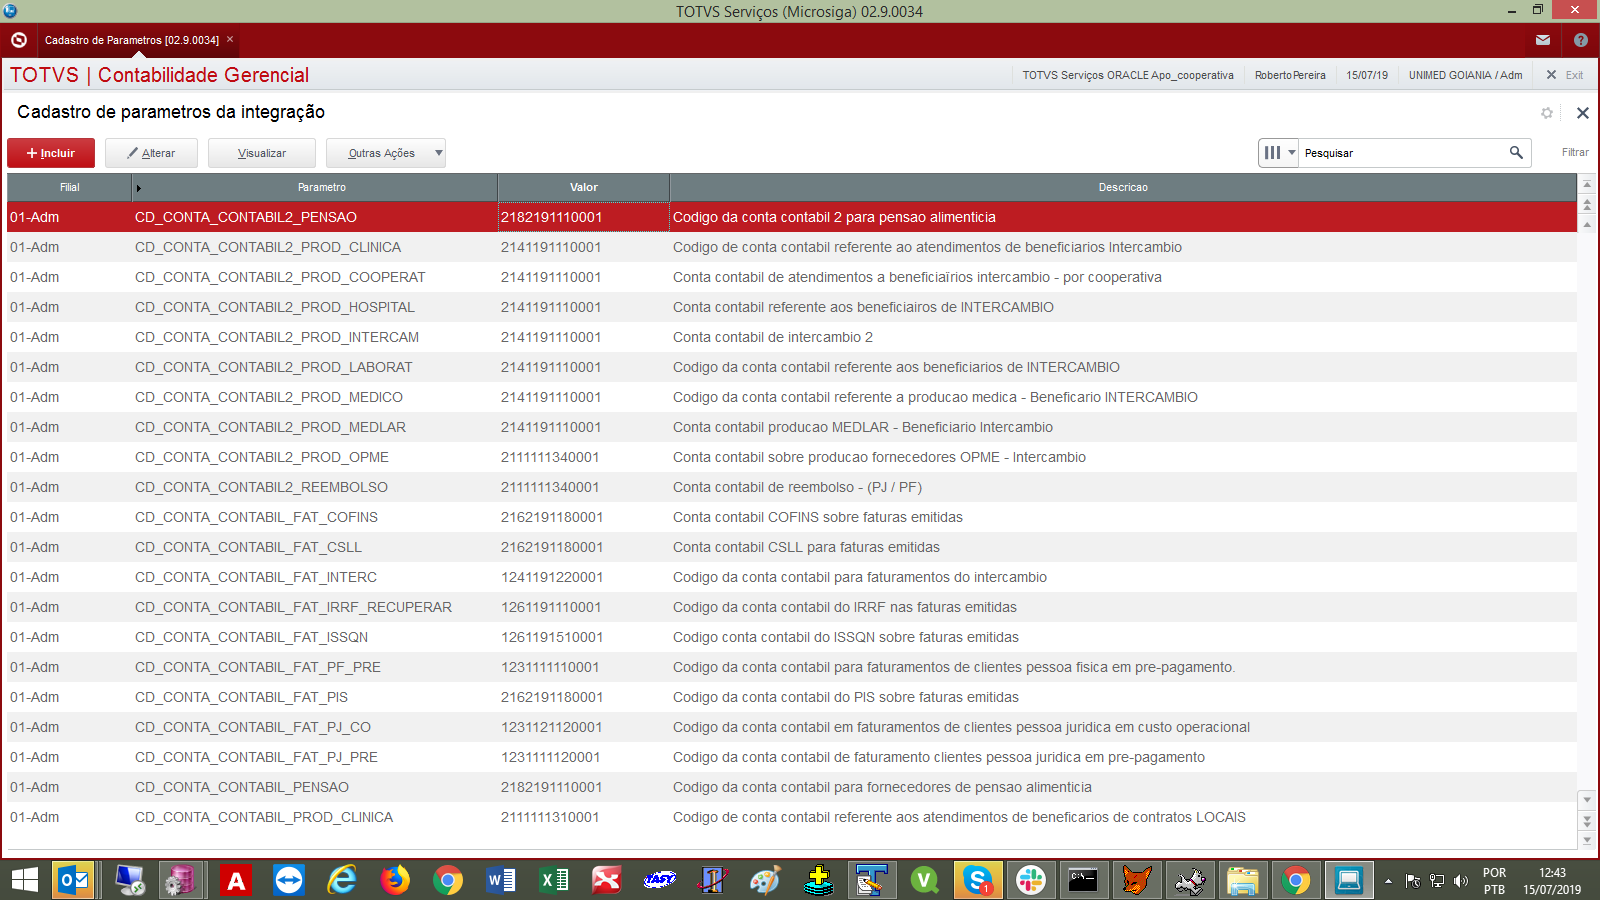 TOTVS Serviços (Microsiga) 02.9.0034
Cadastro de Parametros [02.9.0034]
TOTVS | Contabilidade Gerencial
TOTVS Serviços ORACLE Apo_cooperativa RobertoPereira 15/07/19 UNIMED GOIANIA / Adm Exit
Cadastro de parametros da integração
Incluir Alterar Visualizar Outras Ações Pesquisar Filtrar
Filial Parametro Valor Descricao
01-Adm CD_CONTA_CONTABIL2_PENSAO 2182191110001 Codigo da conta contabil 2 para pensao alimenticia
01-Adm CD_CONTA_CONTABIL2_PROD_CLINICA 2141191110001 Codigo de conta contabil referente ao atendimentos de beneficiarios Intercambio
01-Adm CD_CONTA_CONTABIL2_PROD_COOPERAT 2141191110001 Conta contabil de atendimentos a beneficiaírios intercambio - por cooperativa
01-Adm CD_CONTA_CONTABIL2_PROD_HOSPITAL 2141191110001 Conta contabil referente aos beneficiairos de INTERCAMBIO
01-Adm CD_CONTA_CONTABIL2_PROD_INTERCAM 2141191110001 Conta contabil de intercambio 2
01-Adm CD_CONTA_CONTABIL2_PROD_LABORAT 2141191110001 Codigo da conta contabil referente aos beneficiarios de INTERCAMBIO
01-Adm CD_CONTA_CONTABIL2_PROD_MEDICO 2141191110001 Codigo da conta contabil referente a producao medica - Beneficario INTERCAMBIO
01-Adm CD_CONTA_CONTABIL2_PROD_MEDLAR 2141191110001 Conta contabil producao MEDLAR - Beneficiario Intercambio
01-Adm CD_CONTA_CONTABIL2_PROD_OPME 2111111340001 Conta contabil sobre producao fornecedores OPME - Intercambio
01-Adm CD_CONTA_CONTABIL2_REEMBOLSO 2111111340001 Conta contabil de reembolso - (PJ / PF)
01-Adm CD_CONTA_CONTABIL_FAT_COFINS 2162191180001 Conta contabil COFINS sobre faturas emitidas
01-Adm CD_CONTA_CONTABIL_FAT_CSLL 2162191180001 Conta contabil CSLL para faturas emitidas
01-Adm CD_CONTA_CONTABIL_FAT_INTERC 1241191220001 Codigo da conta contabil para faturamentos do intercambio
01-Adm CD_CONTA_CONTABIL_FAT_IRRF_RECUPERAR 1261191110001 Codigo da conta contabil do IRRF nas faturas emitidas
01-Adm CD_CONTA_CONTABIL_FAT_ISSQN 1261191510001 Codigo conta contabil do ISSQN sobre faturas emitidas
01-Adm CD_CONTA_CONTABIL_FAT_PF_PRE 1231111110001 Codigo da conta contabil para faturamentos de clientes pessoa fisica em pre-pagamento.
01-Adm CD_CONTA_CONTABIL_FAT_PIS 2162191180001 Codigo da conta contabil do PIS sobre faturas emitidas
01-Adm CD_CONTA_CONTABIL_FAT_PJ_CO 1231121120001 Codigo da conta contabil em faturamentos de clientes pessoa juridica em custo operacional
01-Adm CD_CONTA_CONTABIL_FAT_PJ_PRE 1231111120001 Codigo da conta contabil de faturamento clientes pessoa juridica em pre-pagamento
01-Adm CD_CONTA_CONTABIL_PENSAO 2182191110001 Codigo da conta contabil para fornecedores de pensao alimenticia
01-Adm CD_CONTA_CONTABIL_PROD_CLINICA 2111111310001 Codigo de conta contabil referente aos atendimentos de beneficarios de contratos LOCAIS
POR 12:43
PTB 15/07/2019